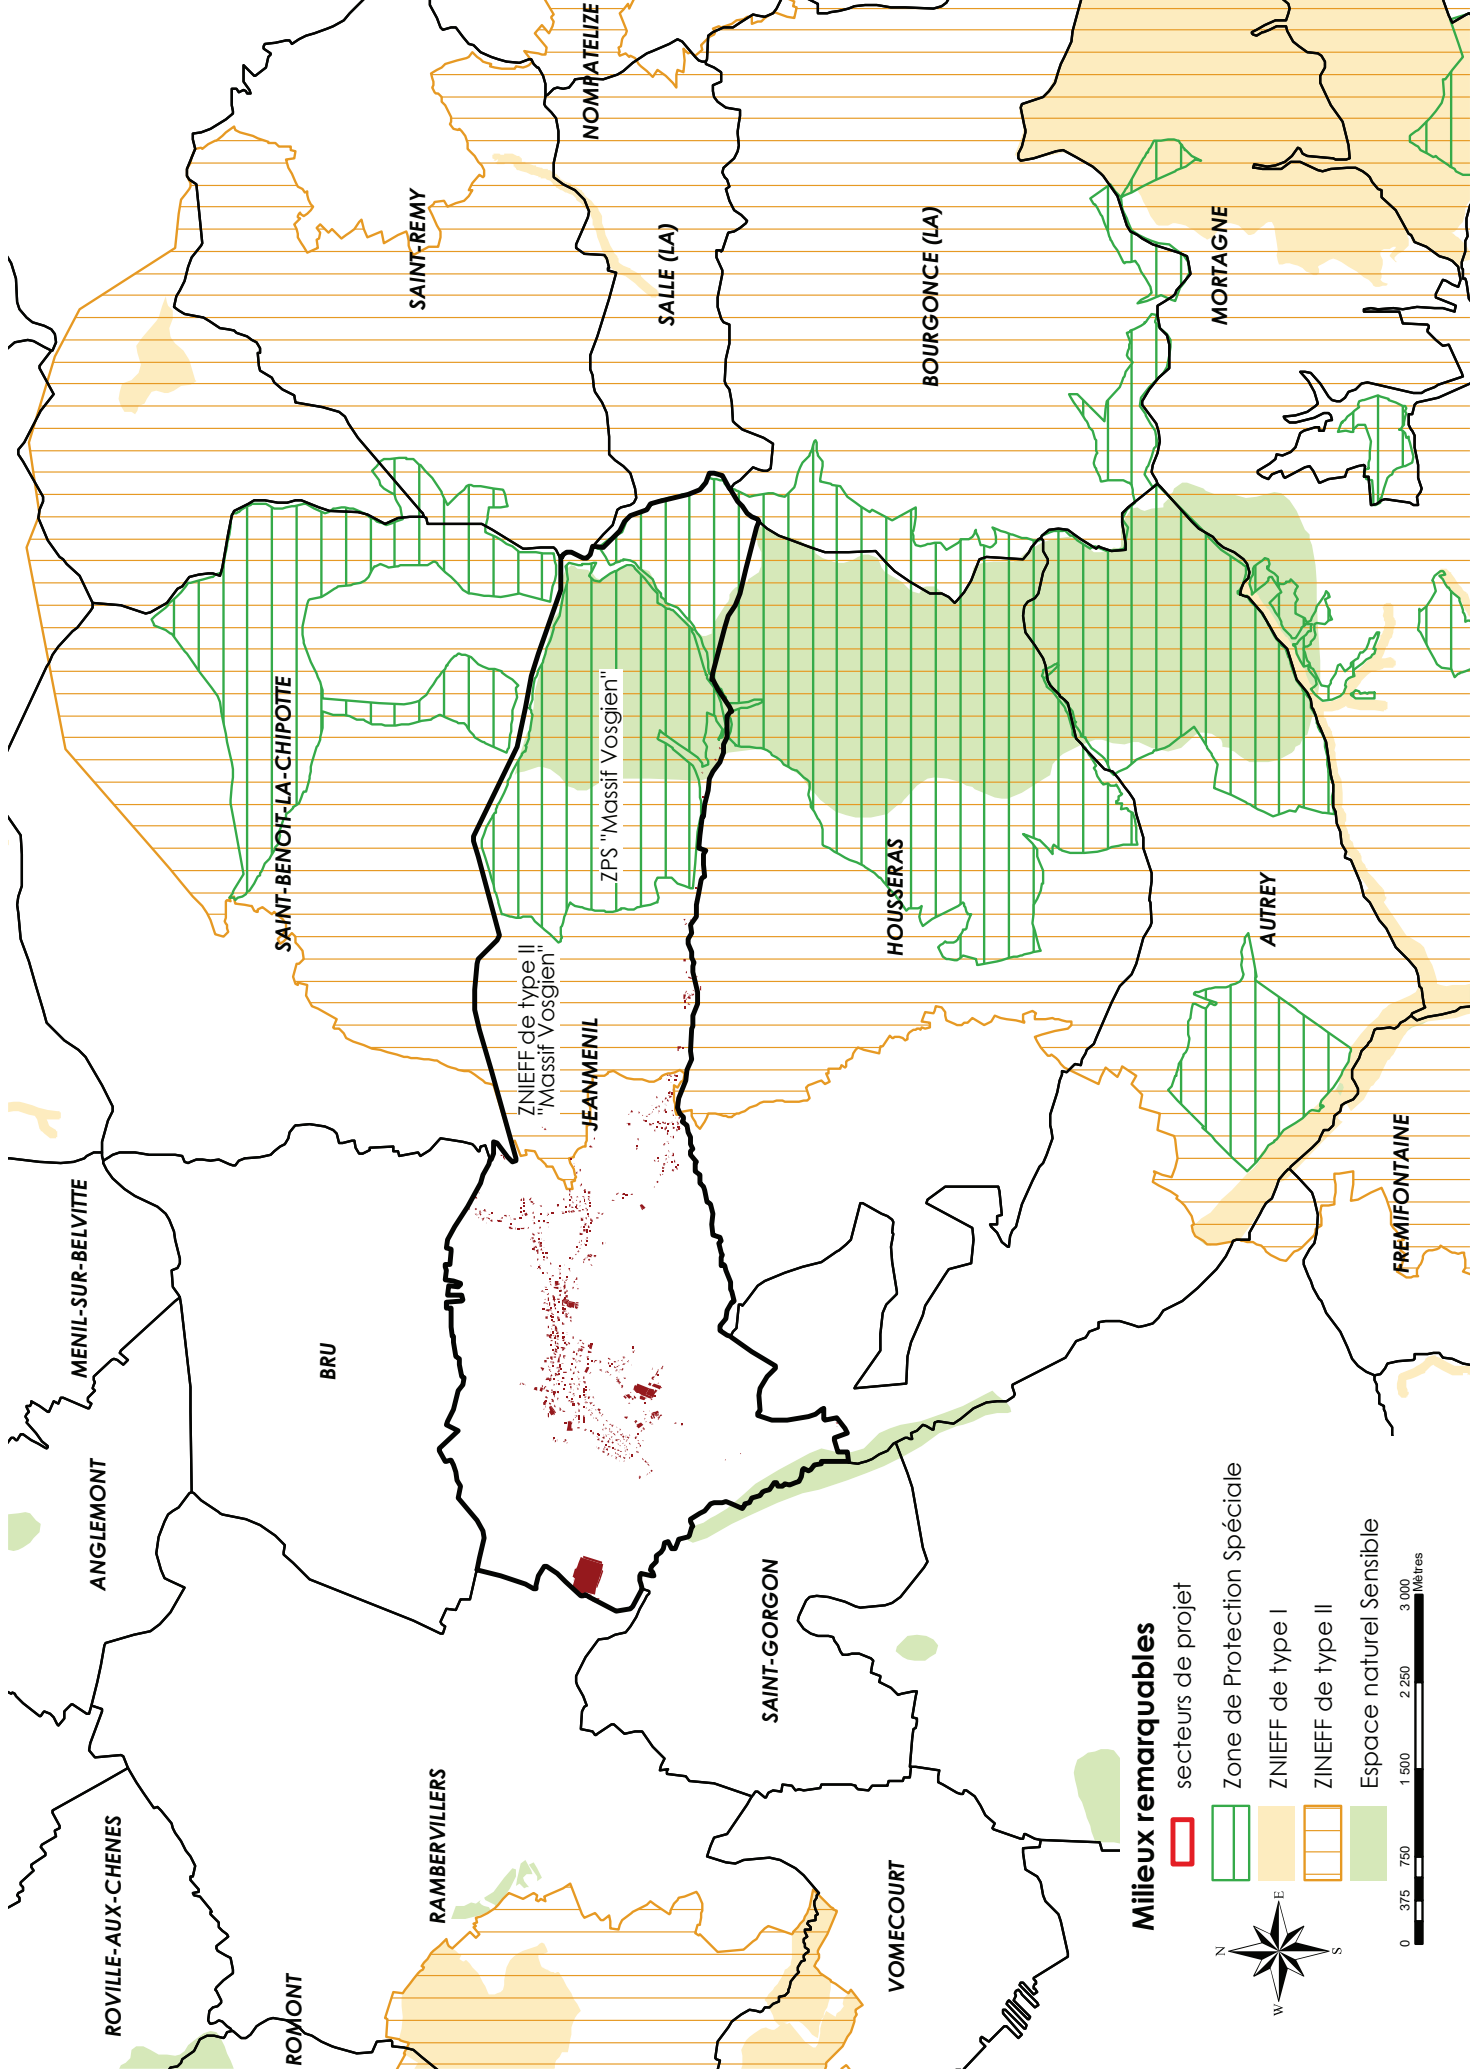 ROVILLE-AUX-CHENES
ANGLEMONT
MENIL-SUR-BELVITTE
ROMONT
BRU
SAINT-BENOIT-LA-CHIPOTTE
SAINT-REMY
RAMBERVILLERS
ZNIEFF de type II
"Massif Vosgien"
JEANMENIL
ZPS "Massif Vosgien"
NOMPATELIZE
SALLE (LA)
SAINT-GORGON
VOMECOURT
HOUSSERAS
BOURGONCE (LA)
AUTREY
MORTAGNE
FREMIFONTAINE
Milieux remarquables
secteurs de projet
Zone de Protection Spéciale
ZNIEFF de type I
ZINEFF de type II
Espace naturel Sensible
N
W
E
S
0 375 750 1 500 2 250 3 000
Mètres